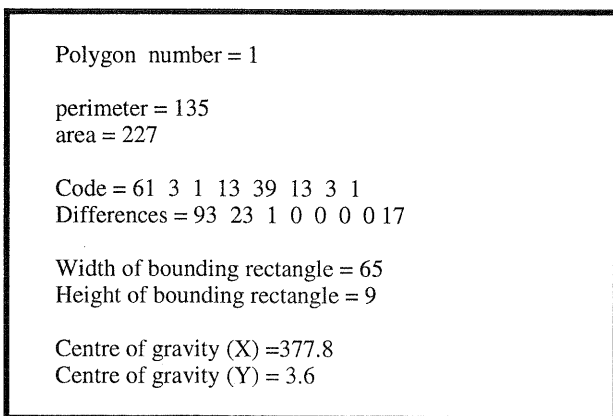 Polygon number = 1
perimeter = 135
area = 227
Code = 61 3 1 13 39 13 3 1
Differences = 93 23 1 0 0 0 0 17
Width of bounding rectangle = 65
Height of bounding rectangle = 9
Centre of gravity (X) =377.8
Centre of gravity (Y) = 3.6